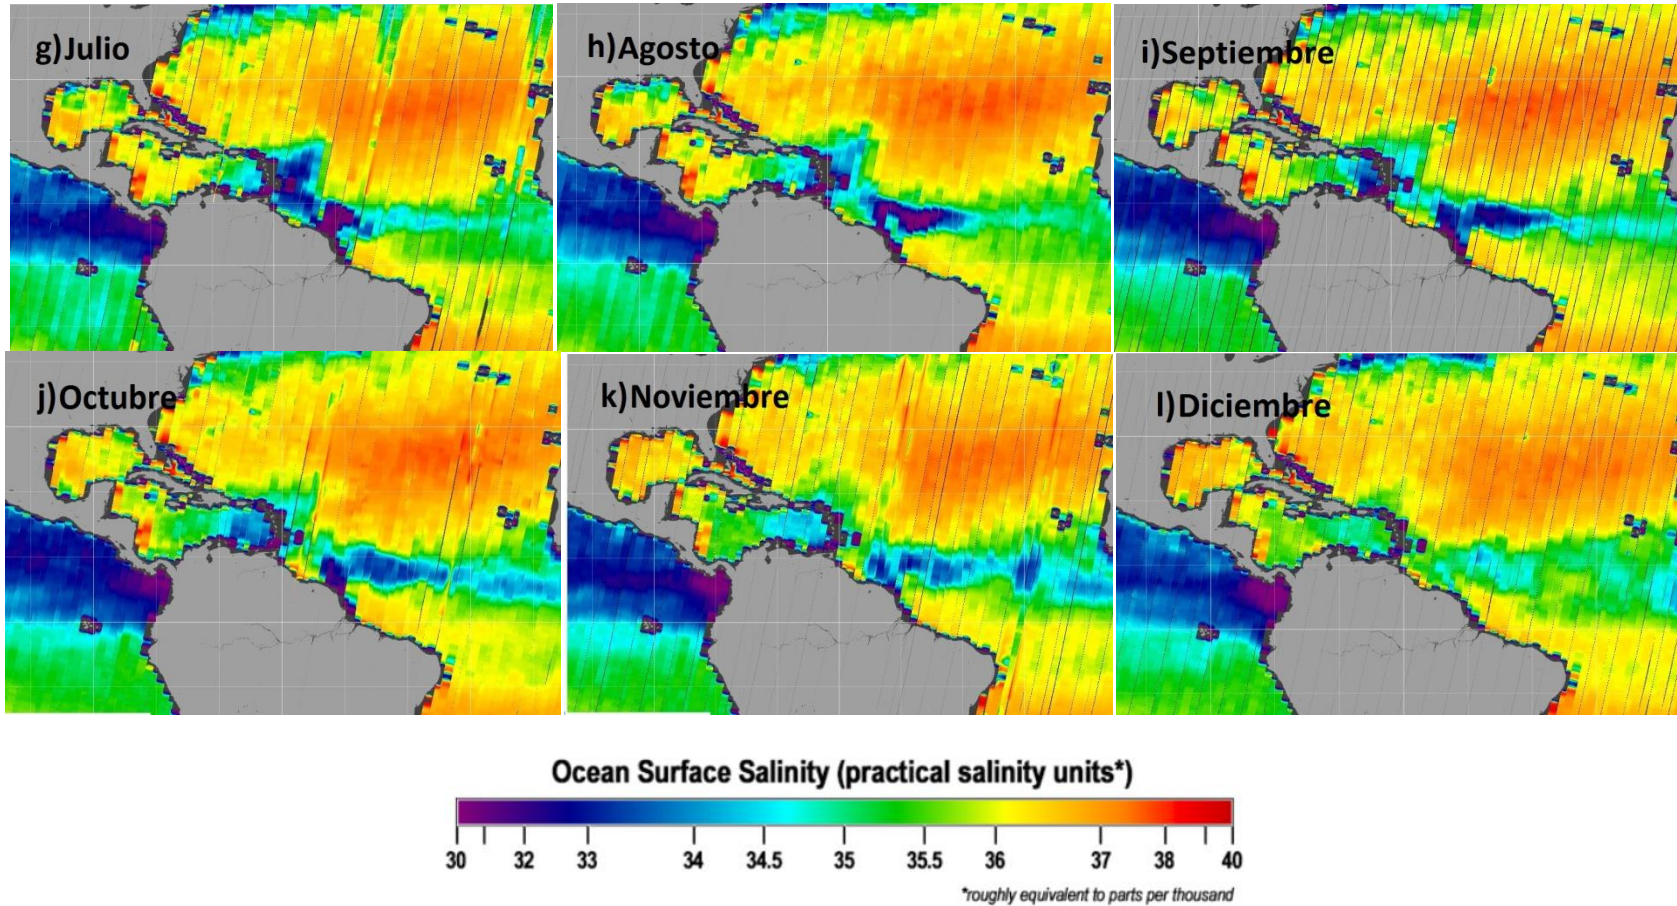 g)Julio
h)Agosto
i)Septiembre
j)Octubre
k)Noviembre
l)Diciembre
Ocean Surface Salinity (practical salinity units*)
30 32 33 34 34.5 35 35.5 36 37 38 40
*roughly equivalent to parts per thousand